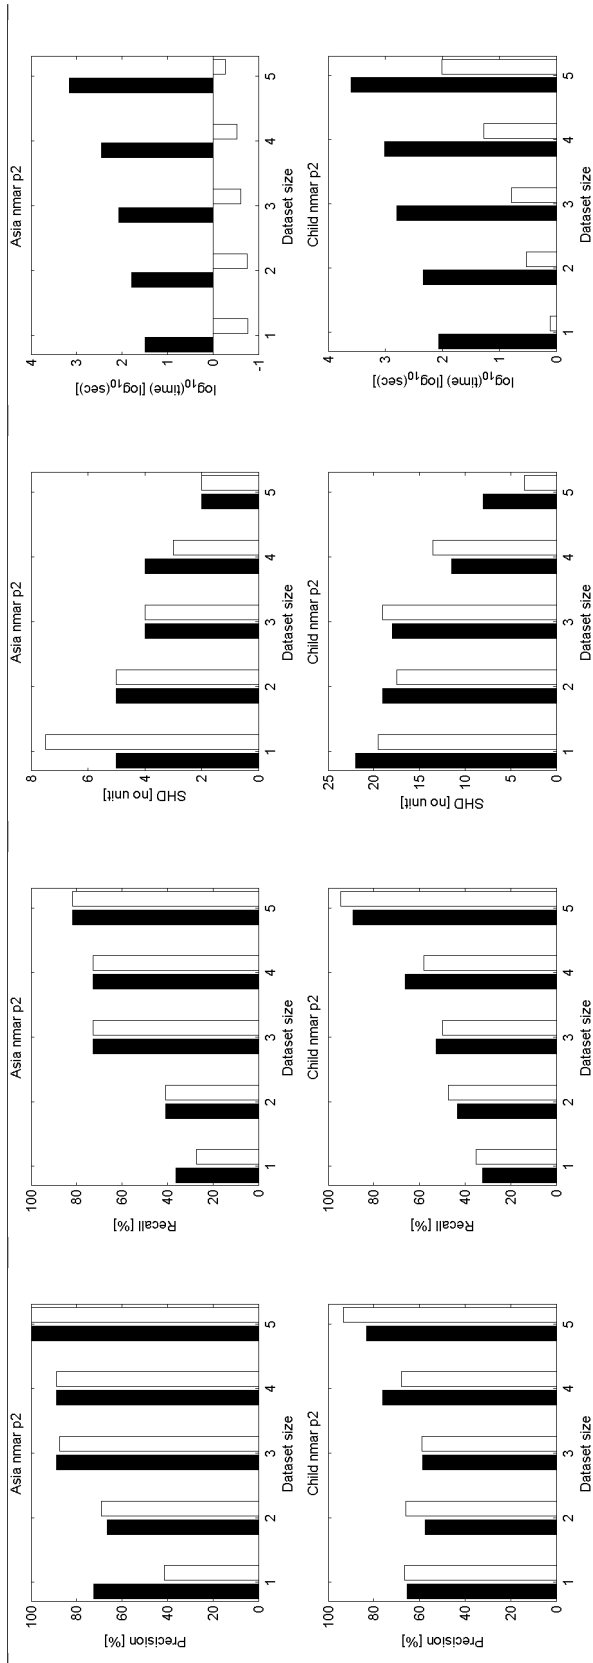 Asia nmar p2
Precision [%]
100
80
60
40
20
0
1 2 3 4 5
Dataset size
Asia nmar p2
Recall [%]
100
80
60
40
20
0
1 2 3 4 5
Dataset size
Asia nmar p2
SHD [no unit]
8
6
4
2
0
1 2 3 4 5
Dataset size
Asia nmar p2
log10(time) [log10(sec)]
4
3
2
1
0
-1
1 2 3 4 5
Dataset size
Child nmar p2
Precision [%]
100
80
60
40
20
0
1 2 3 4 5
Dataset size
Child nmar p2
Recall [%]
100
80
60
40
20
0
1 2 3 4 5
Dataset size
Child nmar p2
SHD [no unit]
25
20
15
10
5
0
1 2 3 4 5
Dataset size
Child nmar p2
log10(time) [log10(sec)]
4
3
2
1
0
1 2 3 4 5
Dataset size